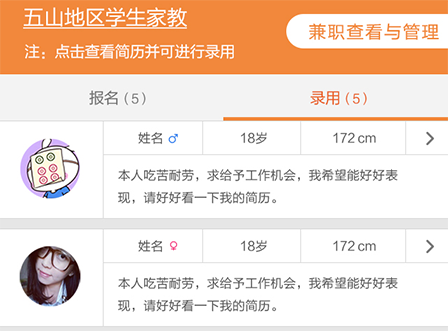 五山地区学生家教
兼职查看与管理
注：点击查看简历并可进行录用
报名（5） 录用（5）
姓名♂ 18岁 172cm
本人吃苦耐劳，求给予工作机会，我希望能好好表
现，请好好看一下我的简历。
姓名♀ 18岁 172cm
本人吃苦耐劳，求给予工作机会，我希望能好好表
现，请好好看一下我的简历。